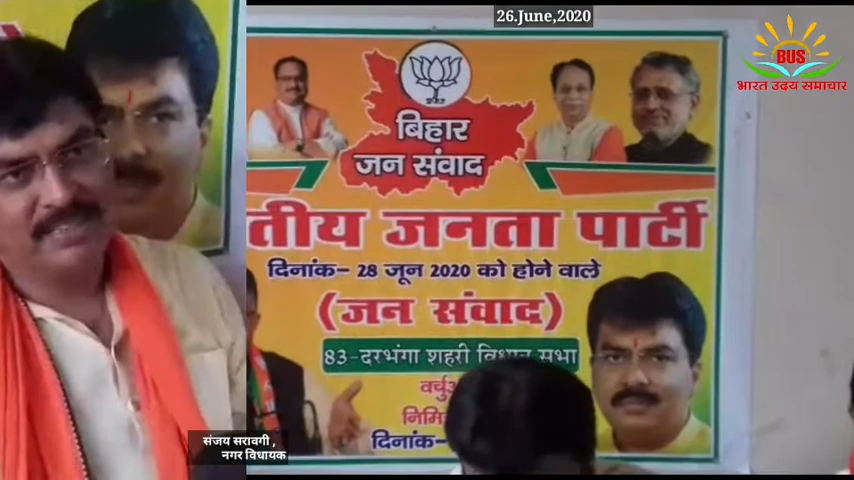 26.June,2020
BUS
भारत उदय समाचार
बिहार
जन संवाद
तीय जनता पार्टी
दिनांक- 28 जून 2020 को होने वाले
(जन संवाद)
83-दरभंगा शहरी विधान सभा
दिनांक-
संजय सरावगी ,
नगर विधायक